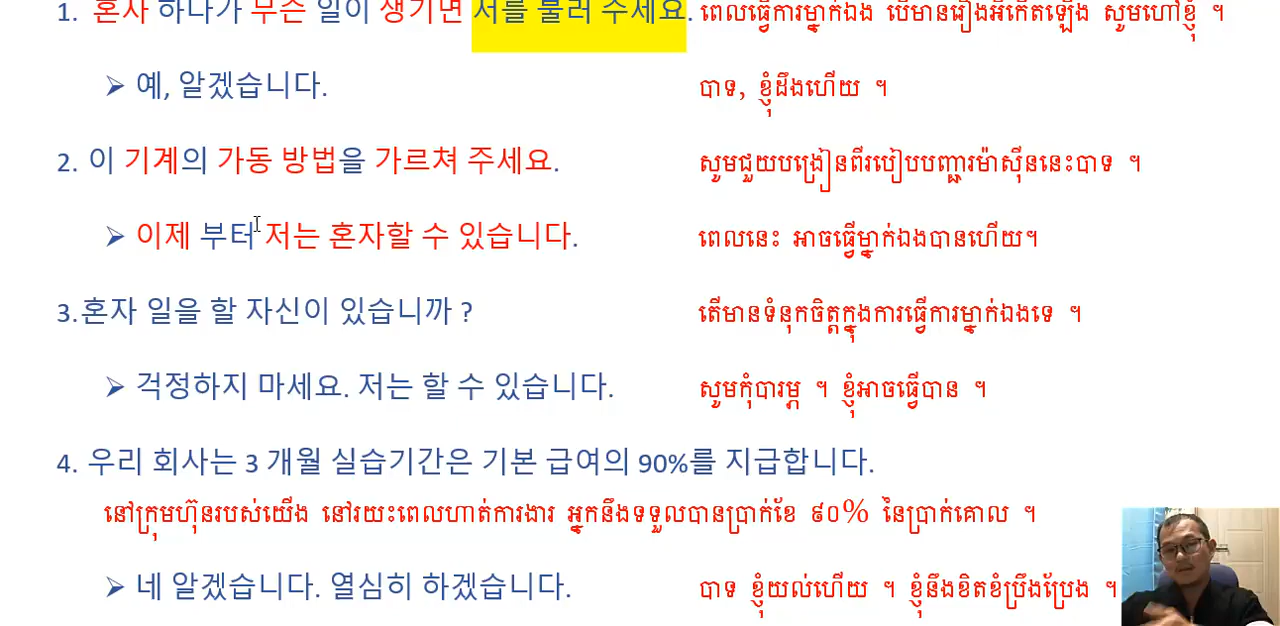 1. 혼자 하다가 무슨 일이 생기면 저를 불러 주세요. ពេលធ្វើការម្នាក់ឯង បើមានរឿងអីកើតឡើង សូមហៅខ្ញុំ ។
➢ 예, 알겠습니다. បាទ, ខ្ញុំដឹងហើយ ។
2. 이 기계의 가동 방법을 가르쳐 주세요. សូមជួយបង្រៀនពីរបៀបបញ្ជារម៉ាស៊ីននេះបាទ ។
➢ 이제 부터 저는 혼자할 수 있습니다. ពេលនេះ អាចធ្វើម្នាក់ឯងបានហើយ។
3.혼자 일을 할 자신이 있습니까 ? តើមានទំនុកចិត្តក្នុងការធ្វើការម្នាក់ឯងទេ ។
➢ 걱정하지 마세요. 저는 할 수 있습니다. សូមកុំបារម្ភ ។ ខ្ញុំអាចធ្វើបាន ។
4. 우리 회사는 3 개월 실습기간은 기본 급여의 90%를 지급합니다.
នៅក្រុមហ៊ុនរបស់យើង នៅរយះពេលហាត់ការងារ អ្នកនឹងទទួលបានប្រាក់ខែ ៩០% នៃប្រាក់គោល ។
➢ 네 알겠습니다. 열심히 하겠습니다. បាទ ខ្ញុំយល់ហើយ ។ ខ្ញុំនឹងខិតខំប្រឹងប្រែង ។